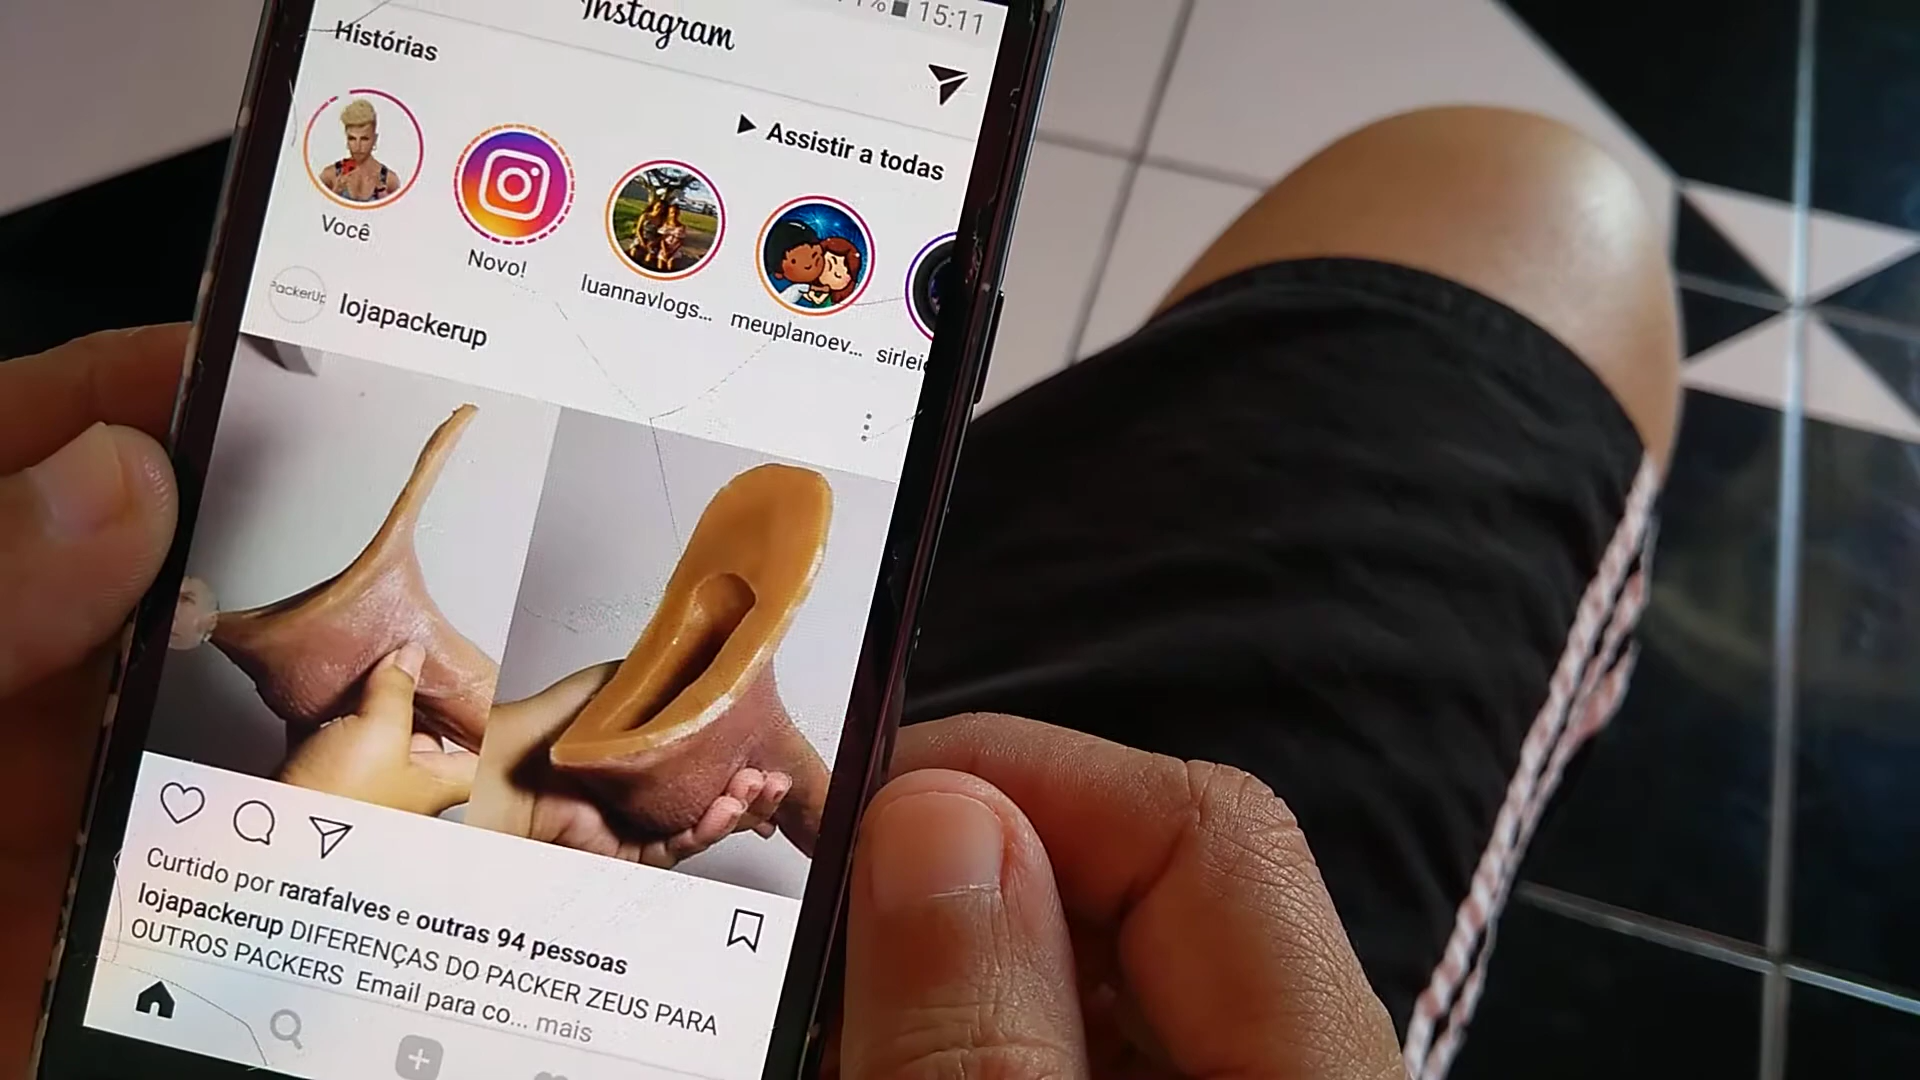 Instagram
15:11
Histórias
Assistir a todas
Você
Novo!
luannavlogs...
meuplanoev...
sirlei
PackerUp
lojapackerup
Curtido por rarafalves e outras 94 pessoas
lojapackerup DIFERENÇAS DO PACKER ZEUS PARA
OUTROS PACKERS Email para co... mais